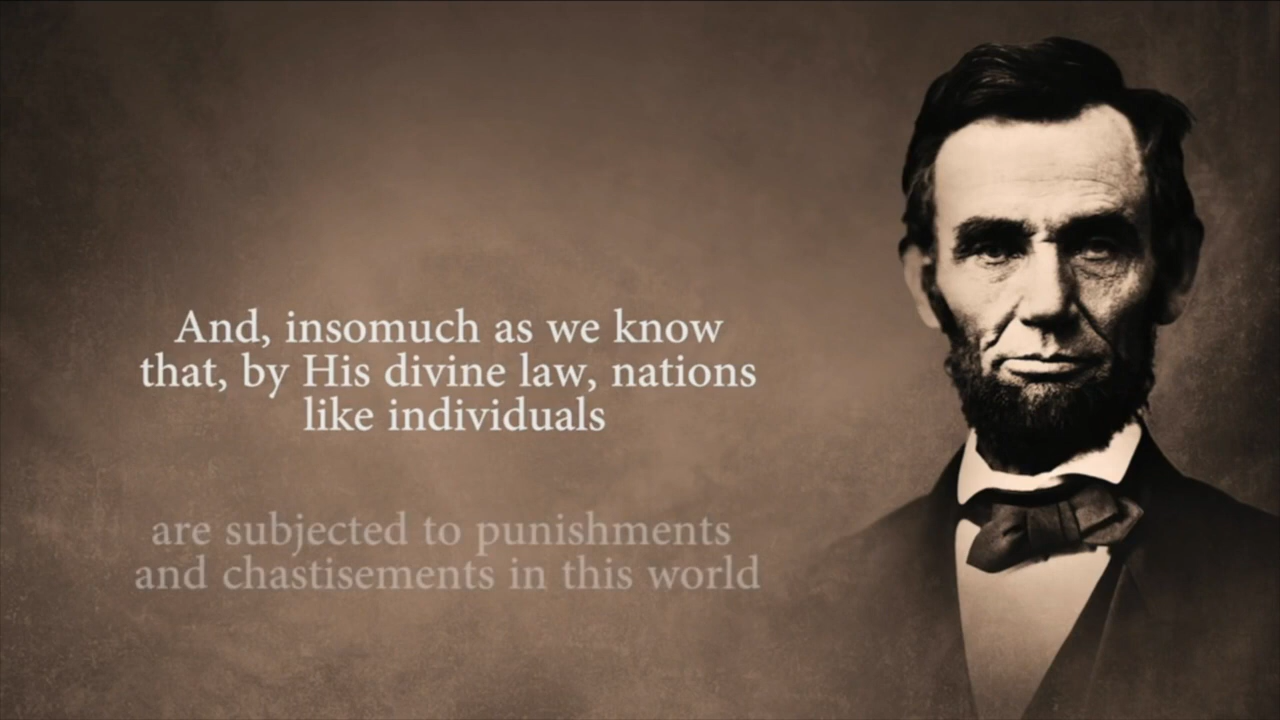 And, insomuch as we know
that, by His divine law, nations
like individuals
are subjected to punishments
and chastisements in this world